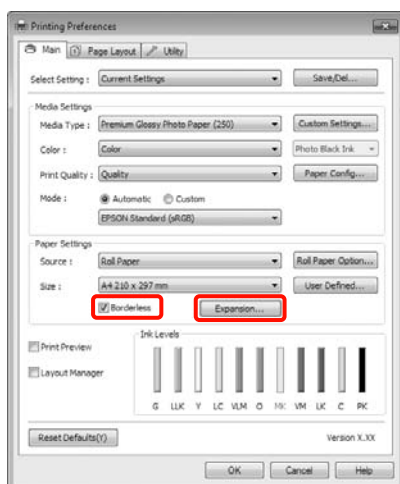 Printing Preferences
Main Page Layout Utility
Select Setting : Current Settings Save/Del...
Media Settings
Media Type : Premium Glossy Photo Paper (250) Custom Settings...
Color : Color Photo Black Ink
Print Quality : Quality Paper Config...
Mode : Automatic Custom
EPSON Standard (sRGB)
Paper Settings
Source : Roll Paper Roll Paper Option...
Size : A4 210 x 297 mm User Defined...
Borderless Expansion...
Ink Levels
Print Preview
Layout Manager
G LLK Y LC VLM O MK VM LK C PK
Reset Defaults(Y) Version X.XX
OK Cancel Help